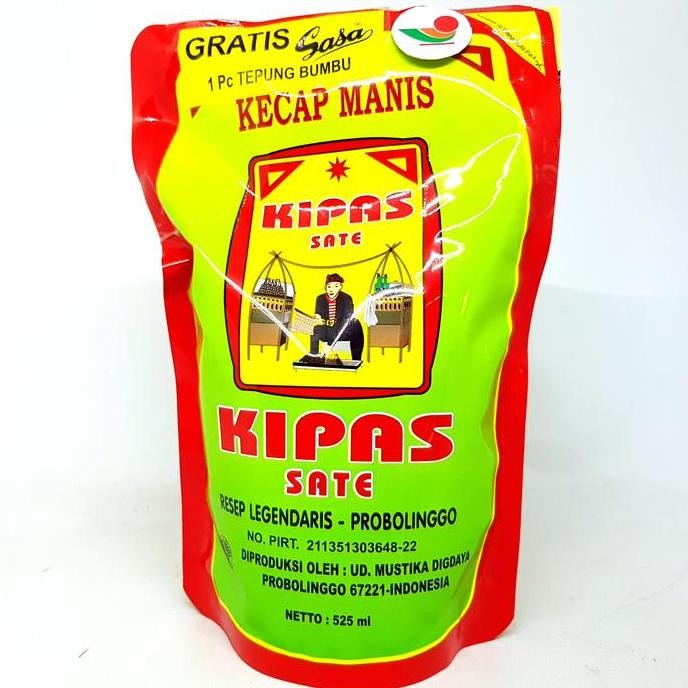 GRATIS Sasa
1 Pc TEPUNG BUMBU
KECAP MANIS
KIPAS
SATE
KIPAS
SATE
RESEP LEGENDARIS - PROBOLINGGO
NO. PIRT. 211351303648-22
DIPRODUKSI OLEH : UD. MUSTIKA DIGDAYA
PROBOLINGGO 67221-INDONESIA
NETTO : 525 ml